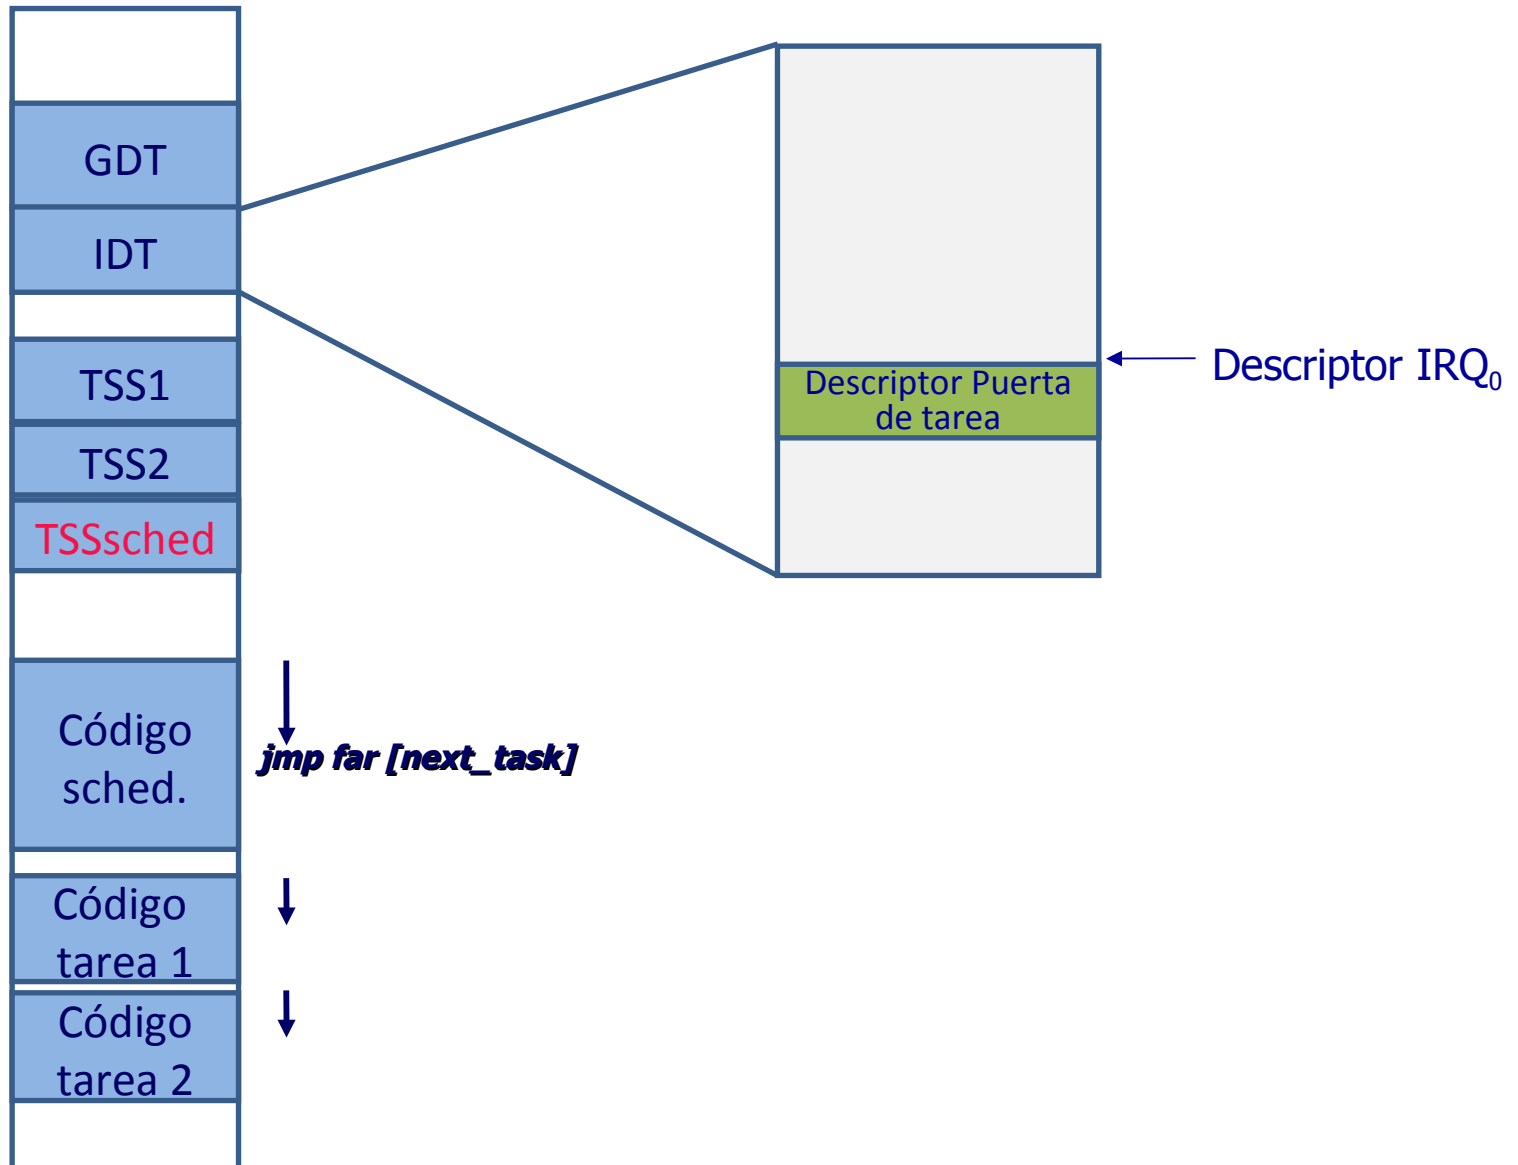 GDT
IDT
TSS1
TSS2
TSSsched
Código
sched.
Código
tarea 1
Código
tarea 2
jmp far [next_task]
Descriptor Puerta
de tarea
Descriptor IRQ₀